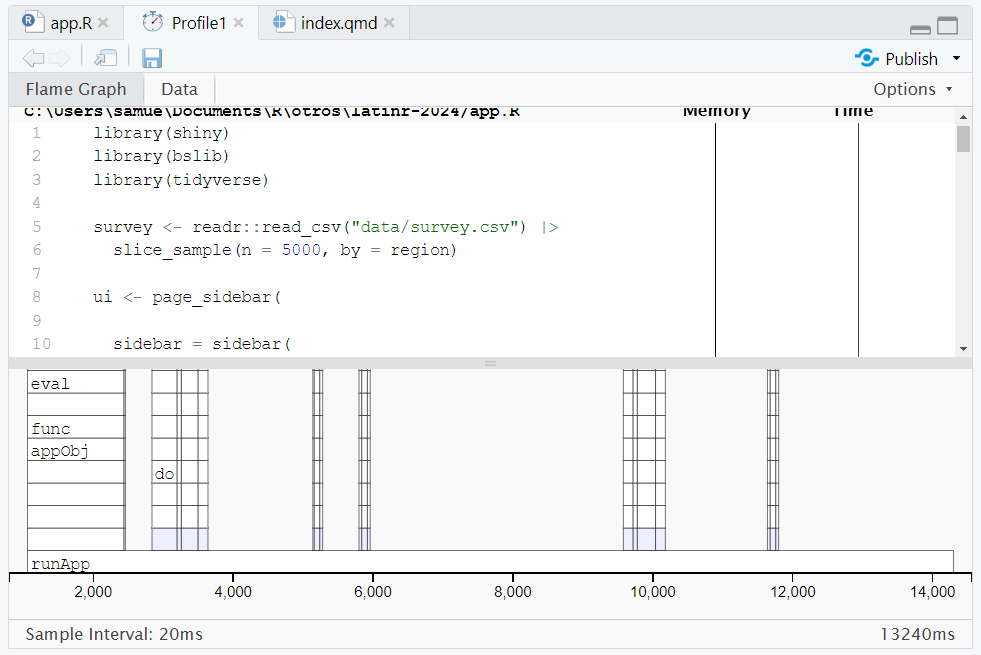 app.R Profile1 index.qmd
Publish
Flame Graph Data Options
C:\Users\samue\Documents\R\otros\latinr-2024/app.R Memory Time
1 library(shiny)
2 library(bslib)
3 library(tidyverse)
4
5 survey <- readr::read_csv("data/survey.csv") |>
6 slice_sample(n = 5000, by = region)
7
8 ui <- page_sidebar(
9
10 sidebar = sidebar(
eval
func
appObj
do
runApp
2,000 4,000 6,000 8,000 10,000 12,000 14,000
Sample Interval: 20ms 13240ms